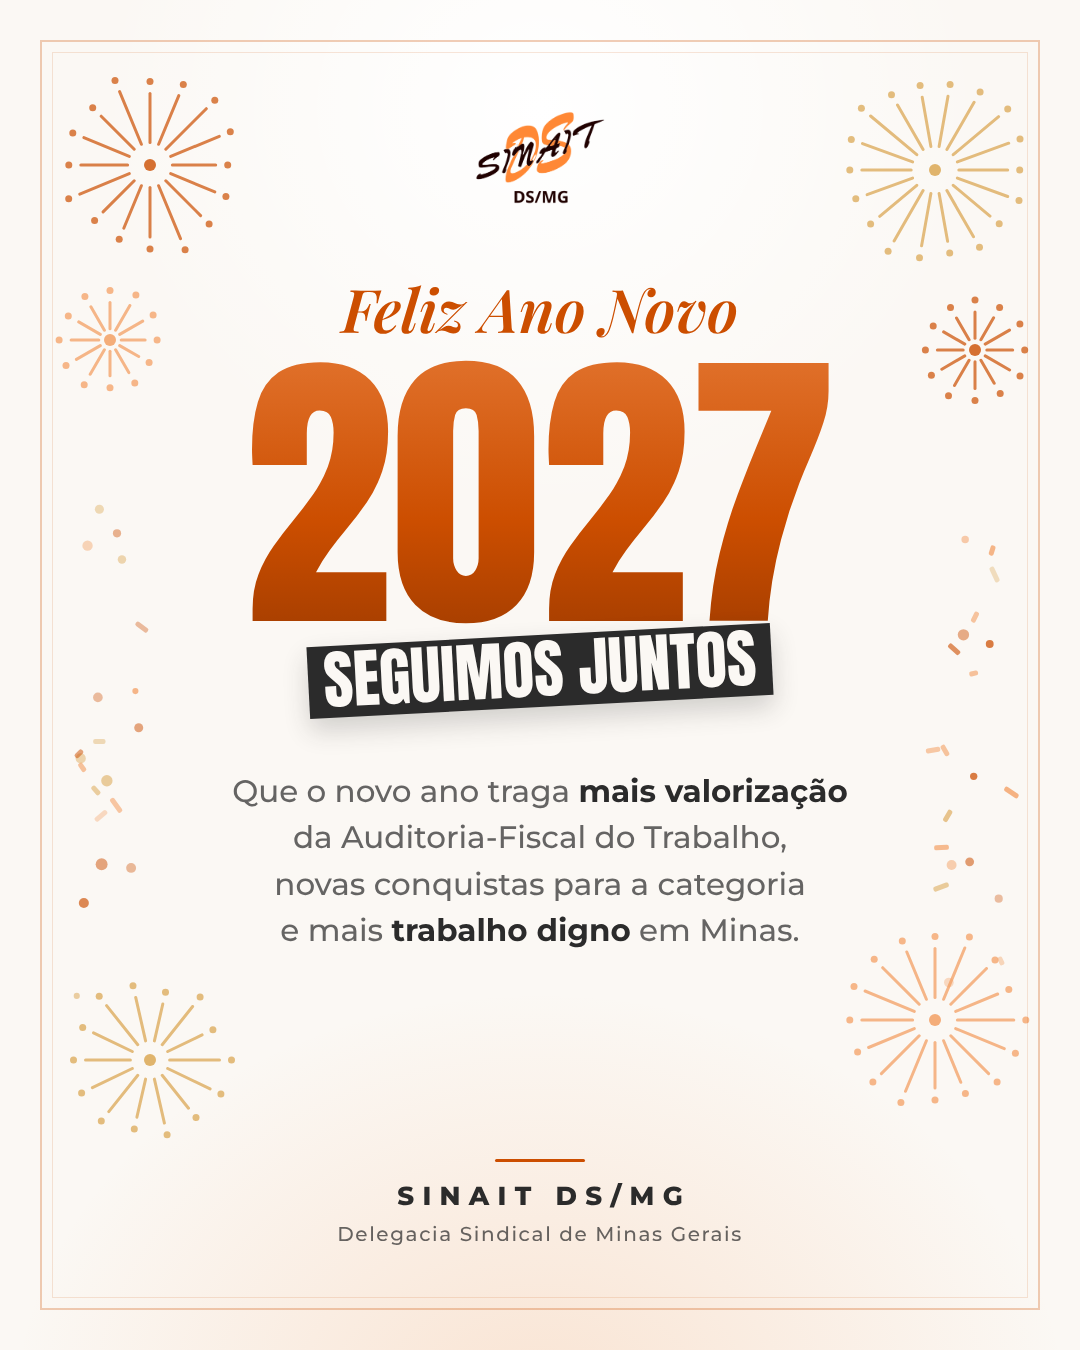 DS
SINAIT
DS/MG
Feliz Ano Novo
2027
SEGUIMOS JUNTOS
Que o novo ano traga mais valorização
da Auditoria-Fiscal do Trabalho,
novas conquistas para a categoria
e mais trabalho digno em Minas.
SINAIT DS/MG
Delegacia Sindical de Minas Gerais